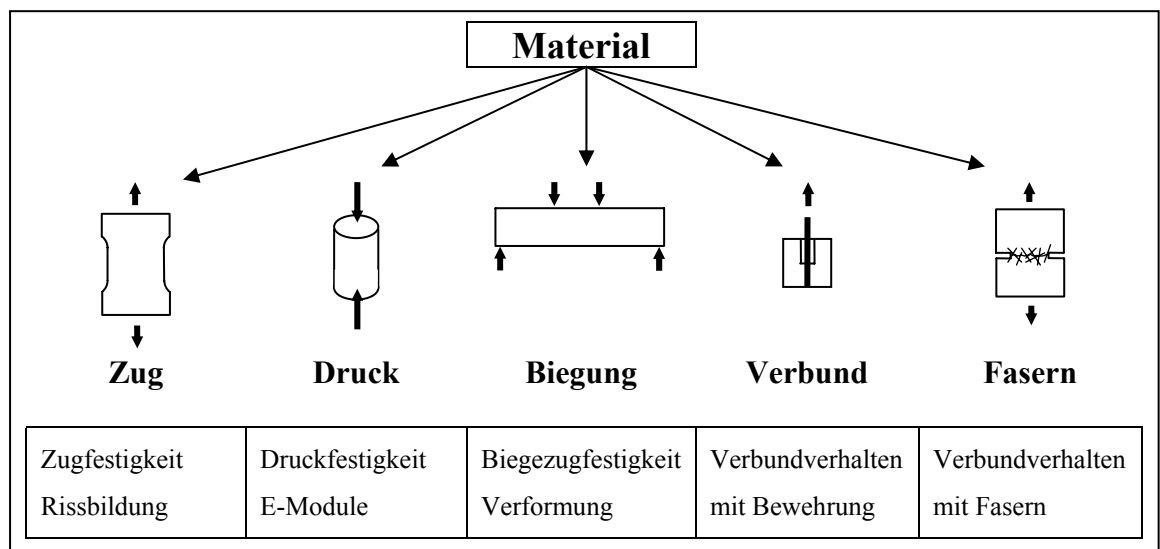 Material
Zug
Druck
Biegung
Verbund
Fasern
Zugfestigkeit
Rissbildung
Druckfestigkeit
E-Module
Biegezugfestigkeit
Verformung
Verbundverhalten
mit Bewehrung
Verbundverhalten
mit Fasern